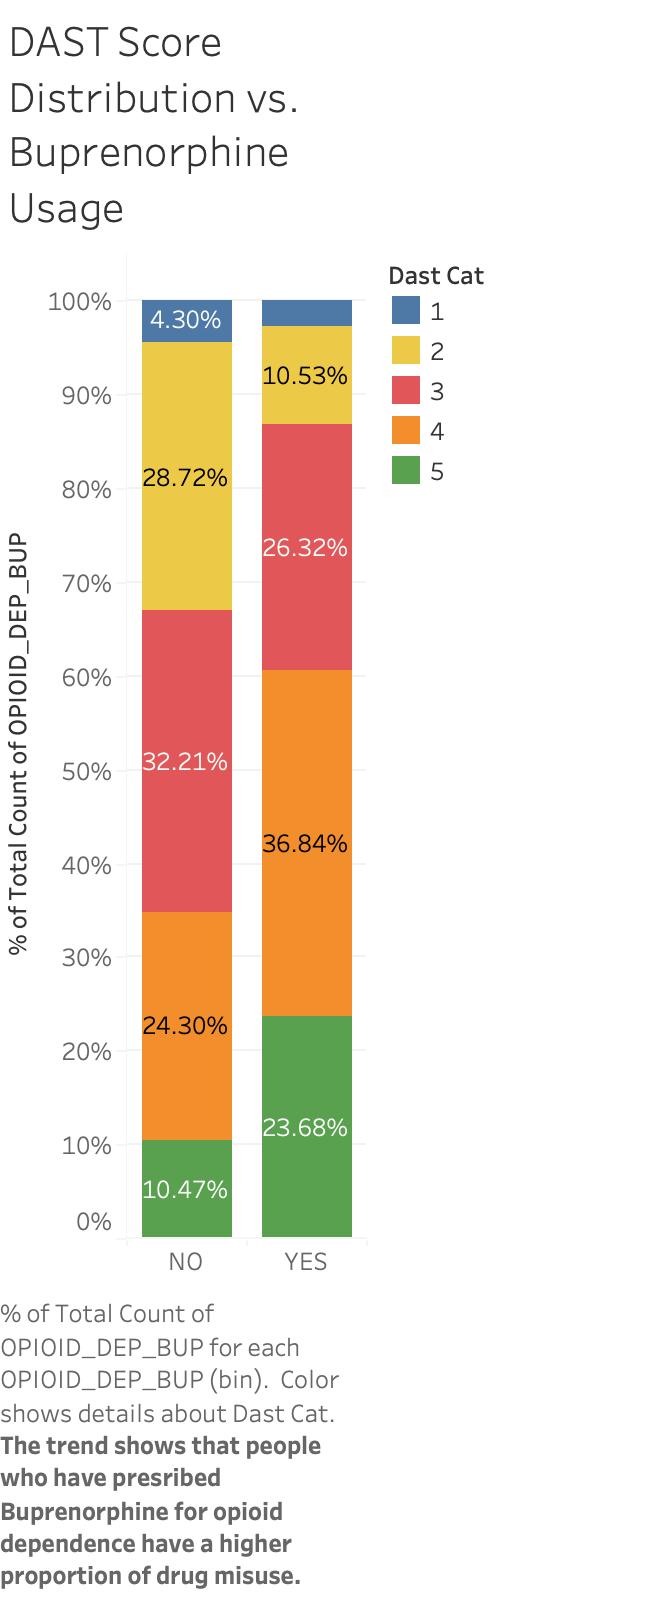 DAST Score
Distribution vs.
Buprenorphine
Usage
Dast Cat
1
2
3
4
5
% of Total Count of OPIOID_DEP_BUP
100%
90%
80%
70%
60%
50%
40%
30%
20%
10%
0%
4.30%
28.72%
32.21%
24.30%
10.47%
10.53%
26.32%
36.84%
23.68%
NO
YES
% of Total Count of
OPIOID_DEP_BUP for each
OPIOID_DEP_BUP (bin).  Color
shows details about Dast Cat.
The trend shows that people
who have presribed
Buprenorphine for opioid
dependence have a higher
proportion of drug misuse.